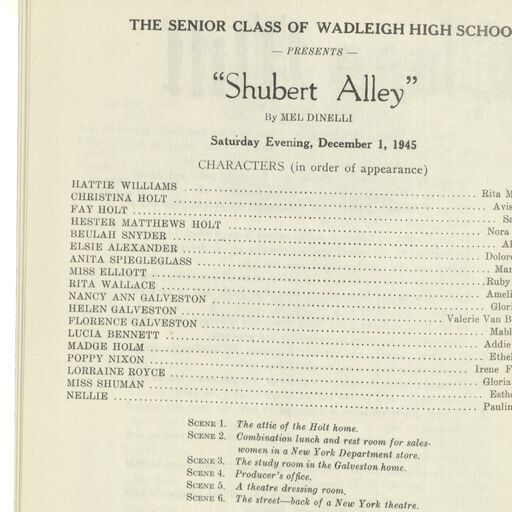 THE SENIOR CLASS OF WADLEIGH HIGH SCHOO
— PRESENTS —
"Shubert Alley"
By MEL DINELLI
Saturday Evening, December 1, 1945
CHARACTERS (in order of appearance)
HATTIE WILLIAMS ........ Rita M
CHRISTINA HOLT ........ Avis
FAY HOLT ........ Sa
HESTER MATTHEWS HOLT ........ Nora
BEULAH SNYDER ........ Al
ELSIE ALEXANDER ........ Dolor
ANITA SPIEGLEGLASS ........ Mar
MISS ELLIOTT ........ Ruby
RITA WALLACE ........ Ameli
NANCY ANN GALVESTON ........ Glori
HELEN GALVESTON ........ Valerie Van B
FLORENCE GALVESTON ........ Mabl
LUCIA BENNETT ........ Addie
MADGE HOLM ........ Ethel
POPPY NIXON ........ Irene F
LORRAINE ROYCE ........ Gloria
MISS SHUMAN ........ Esthe
NELLIE ........ Paulin
SCENE 1. The attic of the Holt home.
SCENE 2. Combination lunch and rest room for sales-
women in a New York Department store.
SCENE 3. The study room in the Galveston home.
SCENE 4. Producer's office.
SCENE 5. A theatre dressing room.
SCENE 6. The street—back of a New York theatre.